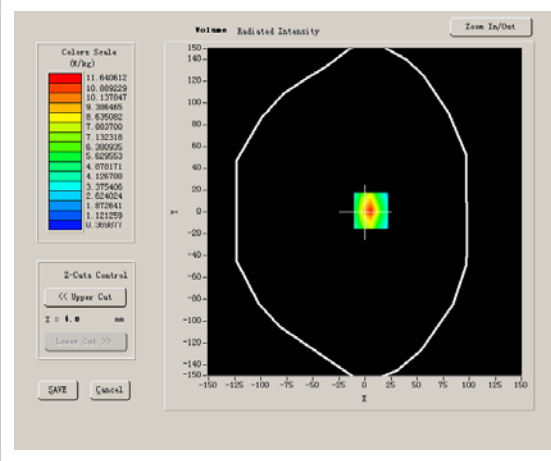 Volume Radiated Intensity
Zoom In/Out
Colors Scale
(W/kg)
11.640612
10.889229
10.137847
9.386465
8.635082
7.883700
7.132318
6.380935
5.629553
4.878171
4.126788
3.375406
2.624024
1.872641
1.121259
0.369877
Z-Cuts Control
<< Upper Cut
Z = 4.0 mm
Lower Cut >>
SAVE
Cancel
150
140
120
100
80
60
40
20
0
-20
-40
-60
-80
-100
-120
-140
-150
Y
-150 -125 -100 -75 -50 -25 0 25 50 75 100 125 150
X